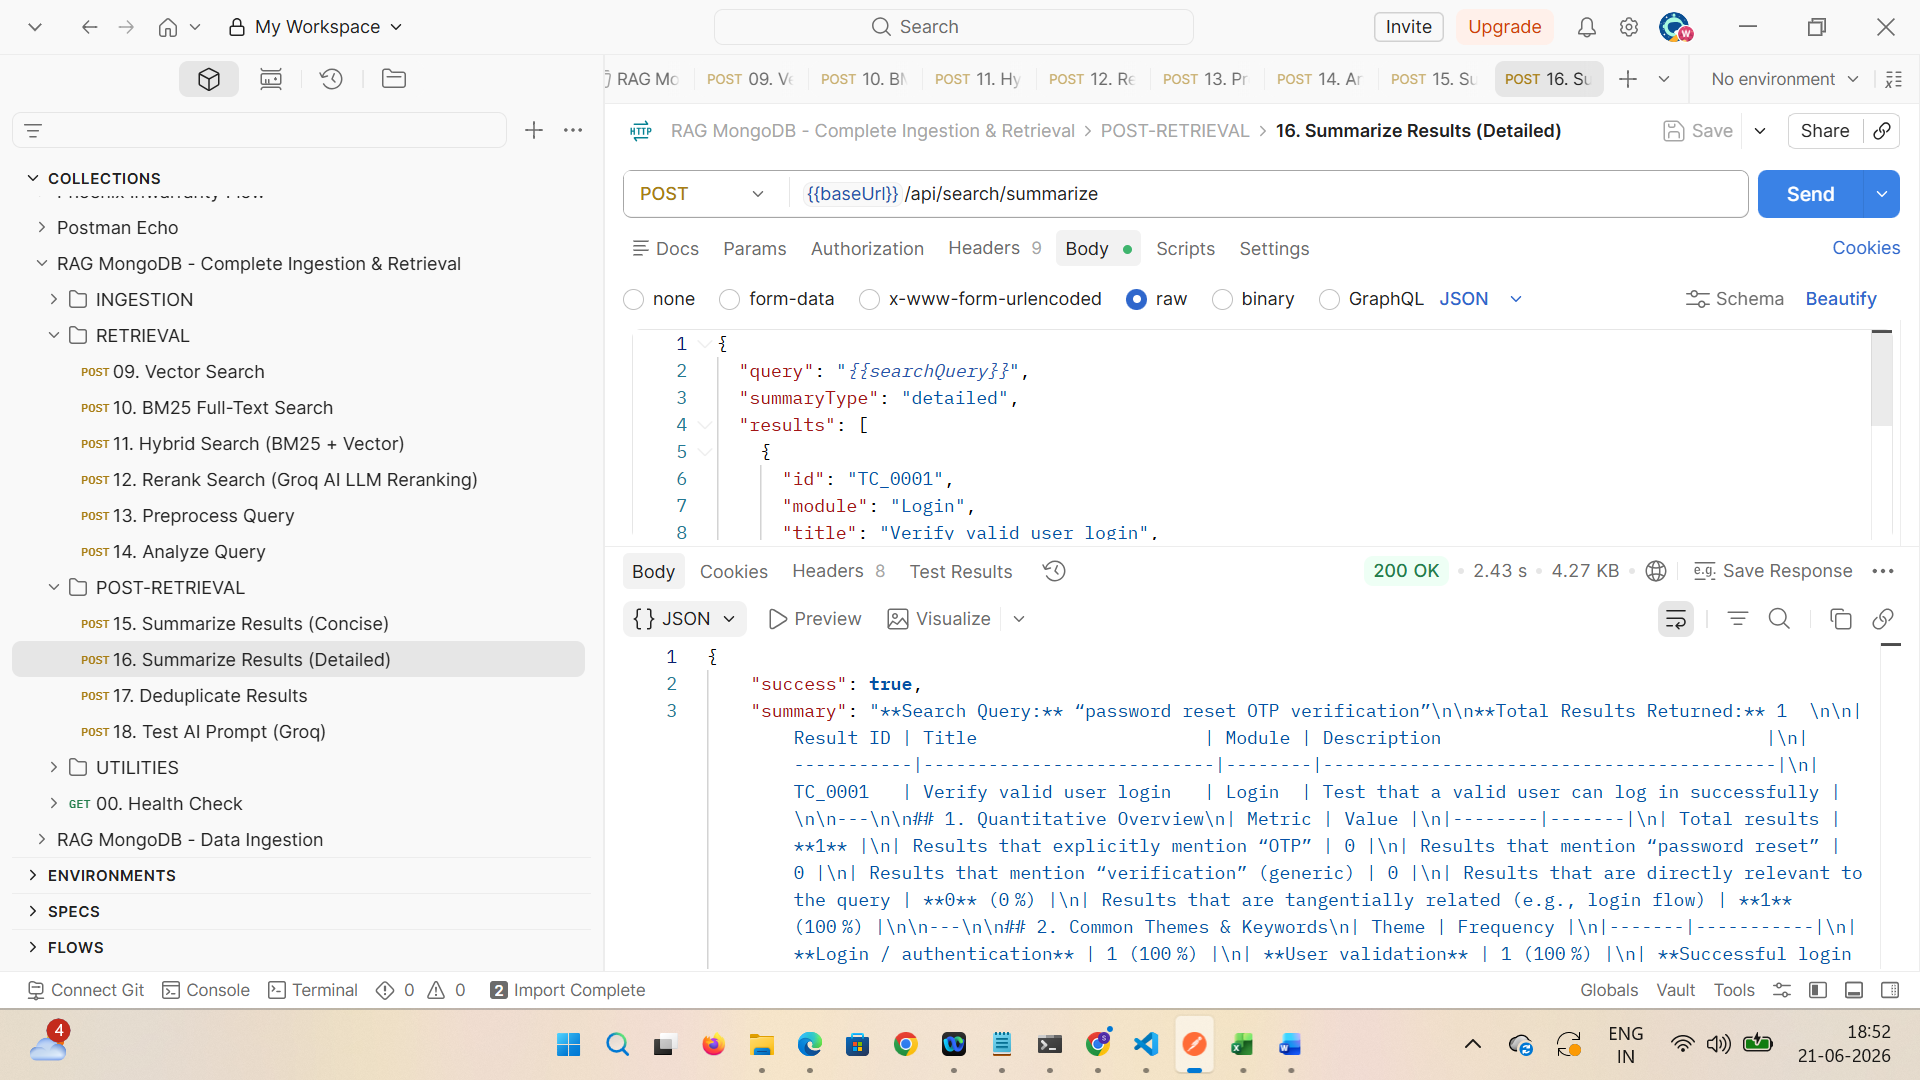 My Workspace
Search
Invite
Upgrade
RAG Mo
POST 09. Ve
POST 10. BM
POST 11. Hy
POST 12. Re
POST 13. Pr
POST 14. An
POST 15. Su
POST 16. Su
No environment
HTTP
RAG MongoDB - Complete Ingestion & Retrieval > POST-RETRIEVAL > 16. Summarize Results (Detailed)
Save
Share
COLLECTIONS
Postman Echo
RAG MongoDB - Complete Ingestion & Retrieval
INGESTION
RETRIEVAL
POST 09. Vector Search
POST 10. BM25 Full-Text Search
POST 11. Hybrid Search (BM25 + Vector)
POST 12. Rerank Search (Groq AI LLM Reranking)
POST 13. Preprocess Query
POST 14. Analyze Query
POST-RETRIEVAL
POST 15. Summarize Results (Concise)
POST 16. Summarize Results (Detailed)
POST 17. Deduplicate Results
POST 18. Test AI Prompt (Groq)
UTILITIES
GET 00. Health Check
RAG MongoDB - Data Ingestion
ENVIRONMENTS
SPECS
FLOWS
POST
{{baseUrl}} /api/search/summarize
Send
Docs
Params
Authorization
Headers 9
Body
Scripts
Settings
Cookies
none
form-data
x-www-form-urlencoded
raw
binary
GraphQL
JSON
Schema
Beautify
1 {
2 "query": "{{searchQuery}}",
3 "summaryType": "detailed",
4 "results": [
5 {
6 "id": "TC_0001",
7 "module": "Login",
8 "title": "Verify valid user login",
Body
Cookies
Headers 8
Test Results
200 OK
2.43 s
4.27 KB
e.g. Save Response
{} JSON
Preview
Visualize
1 {
2 "success": true,
3 "summary": "**Search Query:** “password reset OTP verification”\n\n**Total Results Returned:** 1  \n\n|
Result ID | Title | Module | Description |\n|
-----------|---------------------------|--------|------------------------------------------|\n|
TC_0001 | Verify valid user login | Login | Test that a valid user can log in successfully |
\n\n---\n\n## 1. Quantitative Overview\n| Metric | Value |\n|--------|-------|\n| Total results |
**1** |\n| Results that explicitly mention “OTP” | 0 |\n| Results that mention “password reset” |
0 |\n| Results that mention “verification” (generic) | 0 |\n| Results that are directly relevant to
the query | **0** (0 %) |\n| Results that are tangentially related (e.g., login flow) | **1**
(100 %) |\n\n---\n\n## 2. Common Themes & Keywords\n| Theme | Frequency |\n|-------|-----------|\n|
**Login / authentication** | 1 (100 %) |\n| **User validation** | 1 (100 %) |\n| **Successful login
Connect Git
Console
Terminal
0
0
2 Import Complete
Globals
Vault
Tools
4
ENG
IN
18:52
21-06-2026